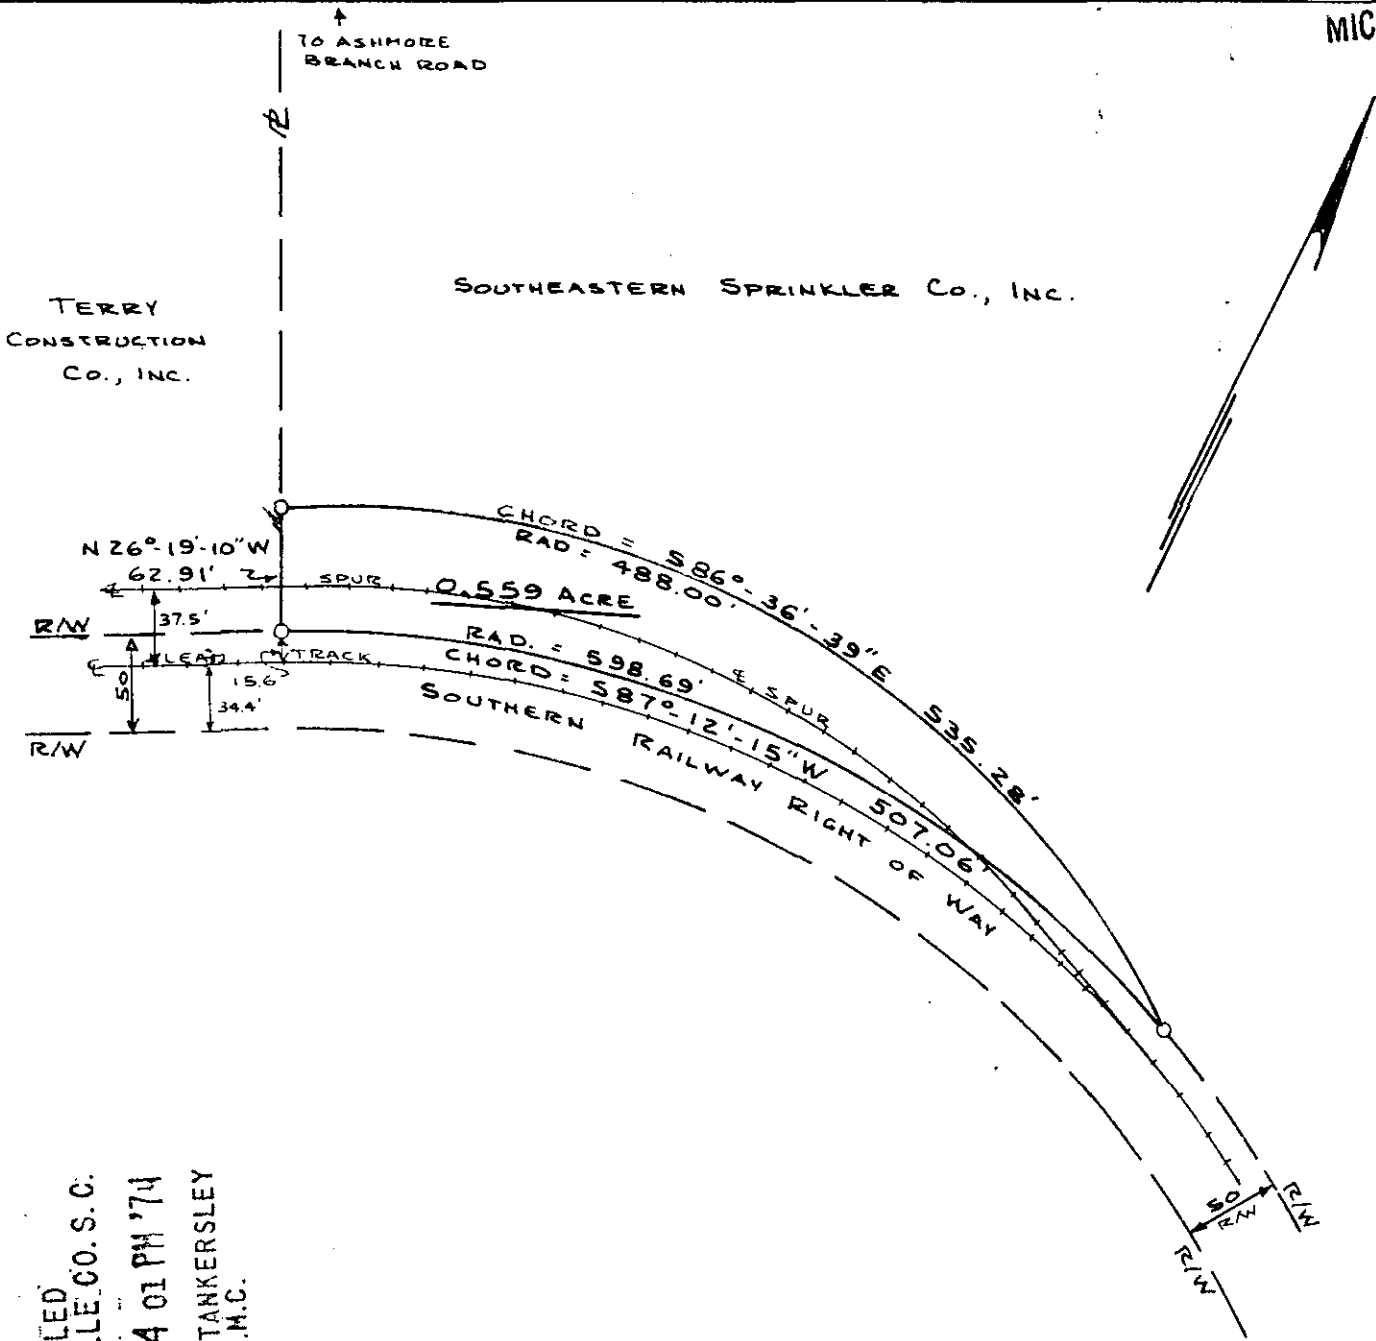 MIC
TO ASHMORE
BRANCH ROAD
TERRY
CONSTRUCTION
CO., INC.
SOUTHEASTERN SPRINKLER CO., INC.
CHORD = S 86°-36'-39"E 535.28'
RAD = 488.00'
N 26°-19'-10"W
62.91'
SPUR
0.559 ACRE
37.5'
R/W
RAD. = 598.69'
CHORD = S87°-12'-15"W 507.06'
℄ SPUR
℄ LEAD TRACK
15.6'
50
34.4'
R/W
SOUTHERN RAILWAY RIGHT OF WAY
50
R/W
R/W
R/W
LED
LLE CO. S. C.
4 01 PM '74
TANKERSLEY
.M.C.